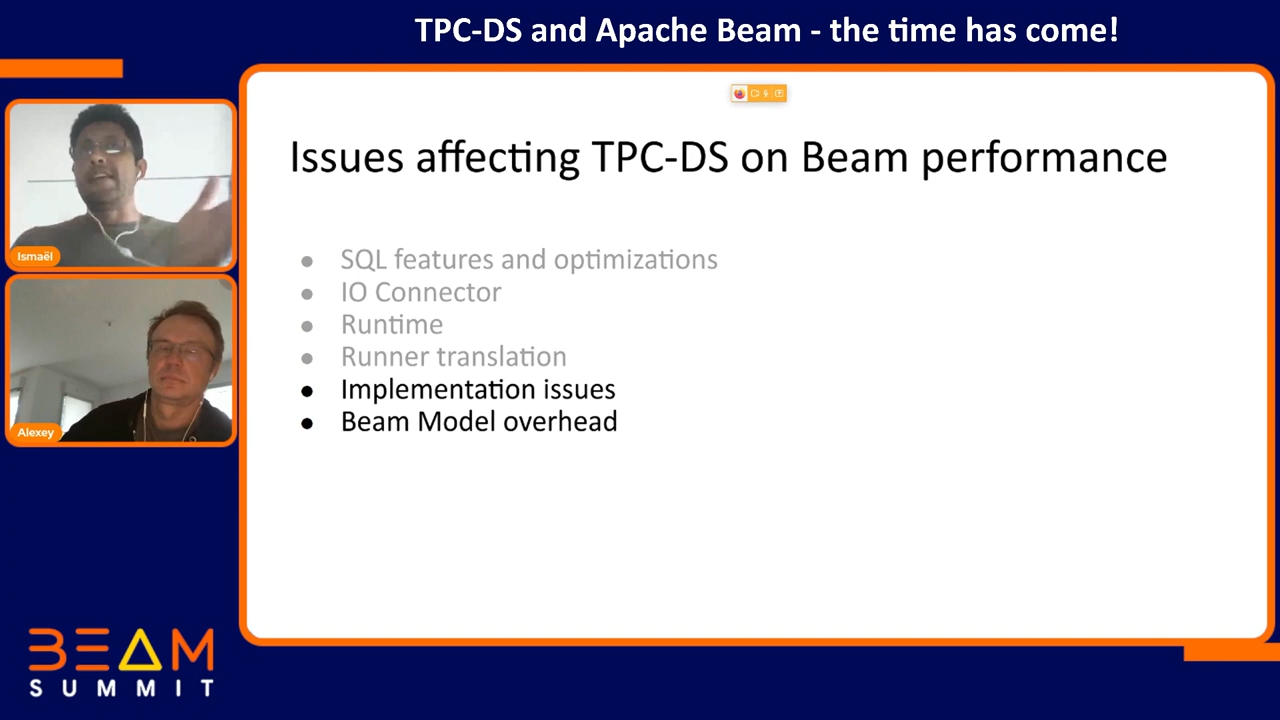 TPC-DS and Apache Beam - the time has come!
Issues affecting TPC-DS on Beam performance
● SQL features and optimizations
● IO Connector
● Runtime
● Runner translation
● Implementation issues
● Beam Model overhead
Ismaël
Alexey
BEAM
SUMMIT